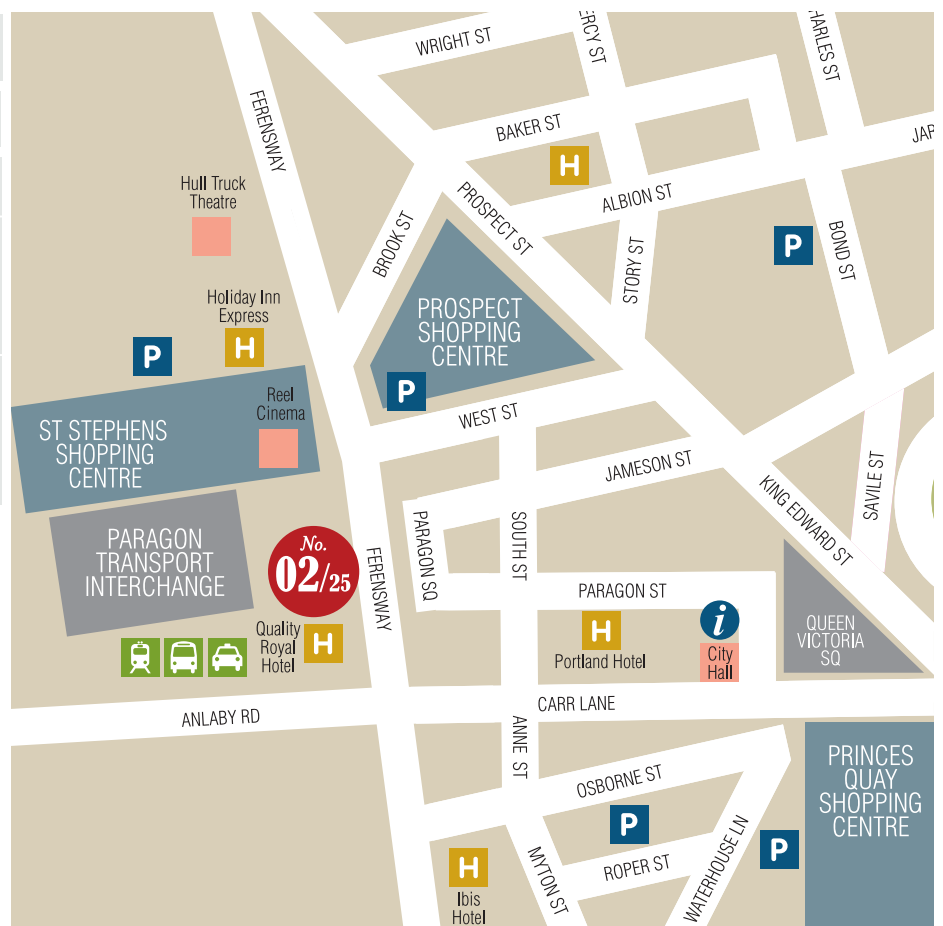 WRIGHT ST
ERCY ST
HARLES ST
FERENSWAY
BAKER ST
JAR
H
Hull Truck
Theatre
PROSPECT ST
ALBION ST
BROOK ST
STORY ST
P
BOND ST
Holiday Inn
Express
H
P
PROSPECT
SHOPPING
CENTRE
P
Reel
Cinema
WEST ST
ST STEPHENS
SHOPPING
CENTRE
JAMESON ST
KING EDWARD ST
SAVILE ST
PARAGON SQ
SOUTH ST
PARAGON
TRANSPORT
INTERCHANGE
No.
02/25
FERENSWAY
PARAGON ST
H
Portland Hotel
i
City
Hall
QUEEN
VICTORIA
SQ
Quality
Royal
Hotel
H
ANLABY RD
CARR LANE
ANNE ST
OSBORNE ST
PRINCES
QUAY
SHOPPING
CENTRE
P
P
WATERHOUSE LN
ROPER ST
MYTON ST
H
Ibis
Hotel